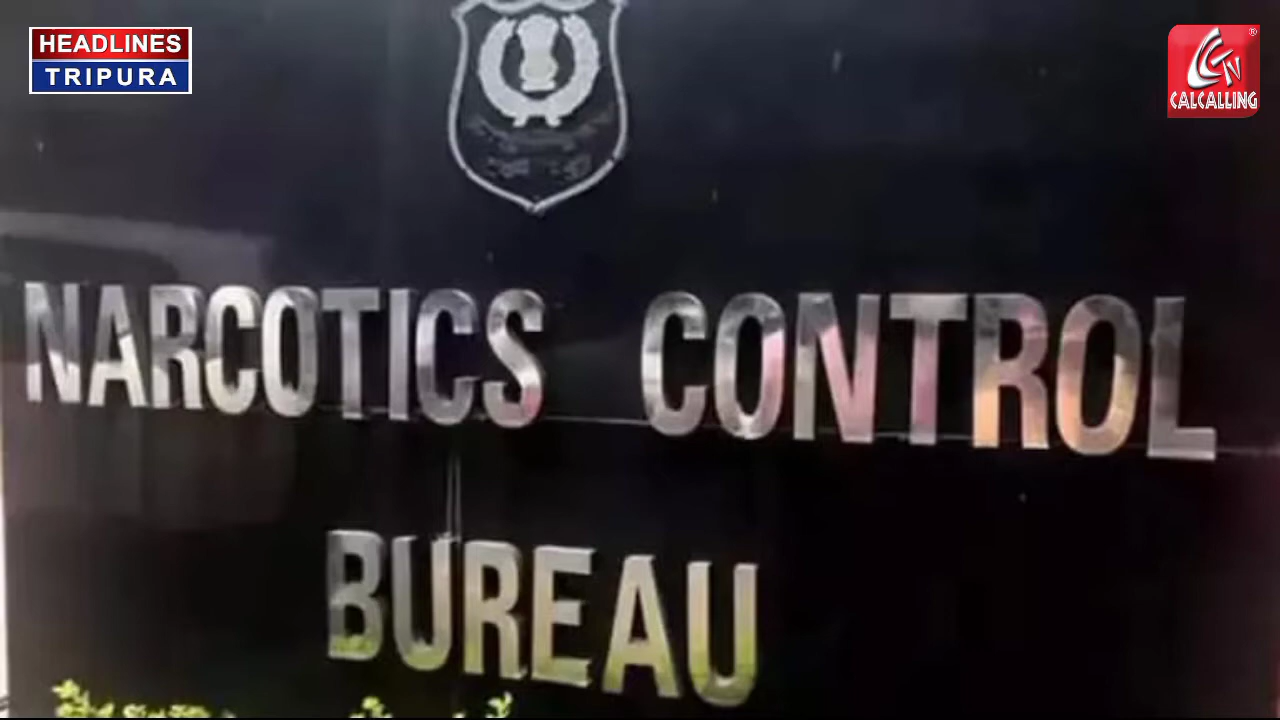 HEADLINES
TRIPURA
CALCALLING
NARCOTICS CONTROL
BUREAU